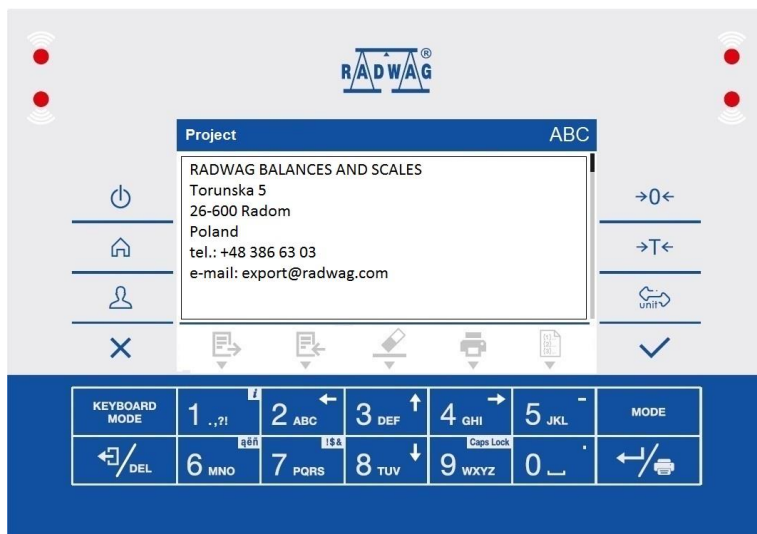 RADWAG®
Project ABC
RADWAG BALANCES AND SCALES
Torunska 5
26-600 Radom
Poland
tel.: +48 386 63 03
e-mail: export@radwag.com
→0←
→T←
unit
KEYBOARD MODE
1 .,?! i
2 ABC
3 DEF
4 GHI
5 JKL -
MODE
DEL
6 MNO ąêñ
7 PQRS !$&
8 TUV
9 WXYZ Caps Lock
0 .